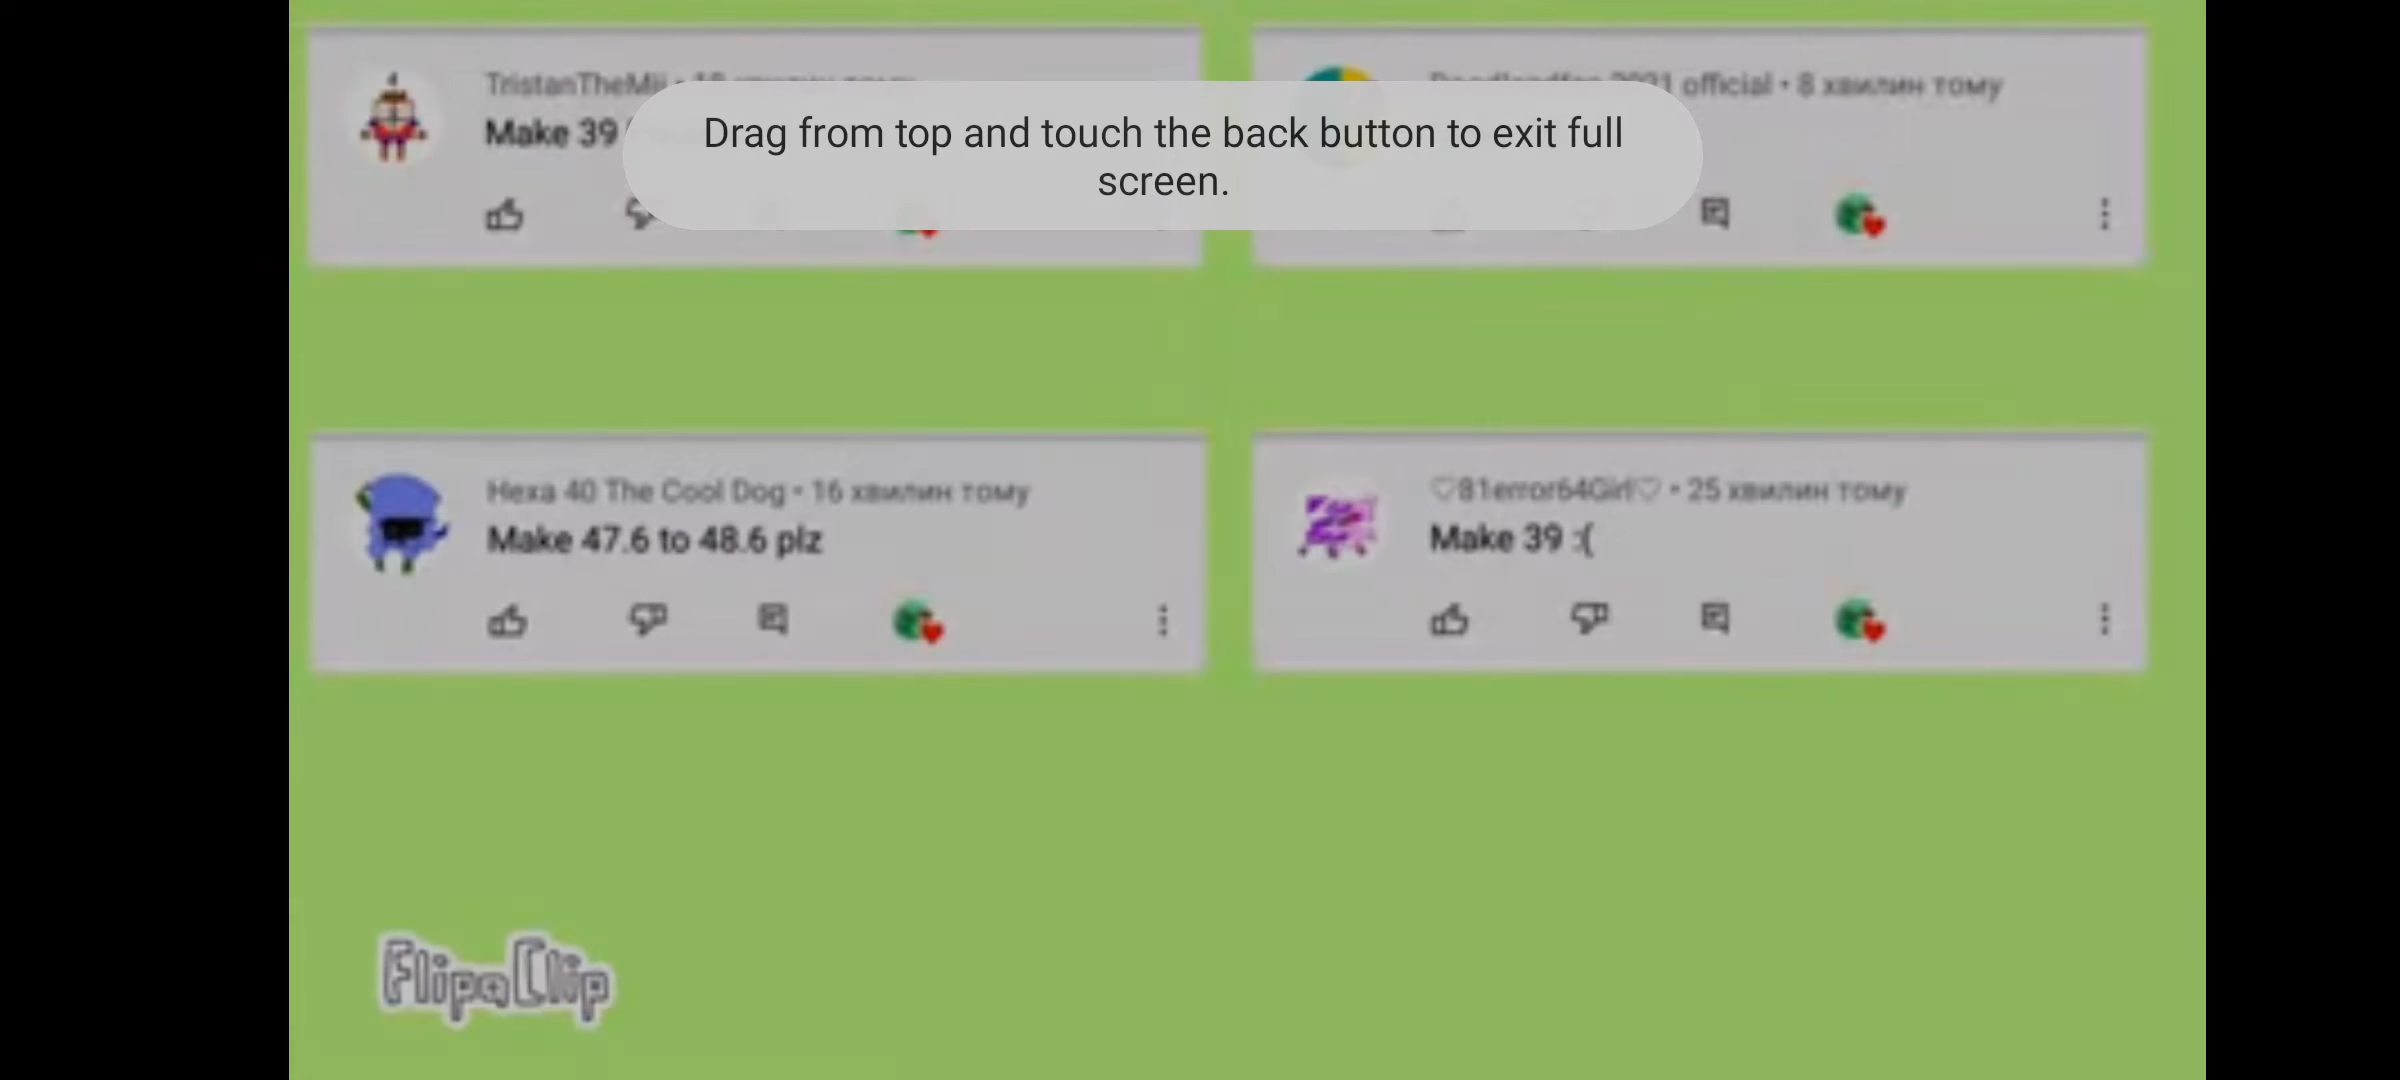 TristanTheMii
Make 39
official • 8 хвилин тому
Drag from top and touch the back button to exit full
screen.
Hexa 40 The Cool Dog • 16 хвилин тому
Make 47.6 to 48.6 plz
♡81error64Girl♡ • 25 хвилин тому
Make 39 :(
FlipaClip